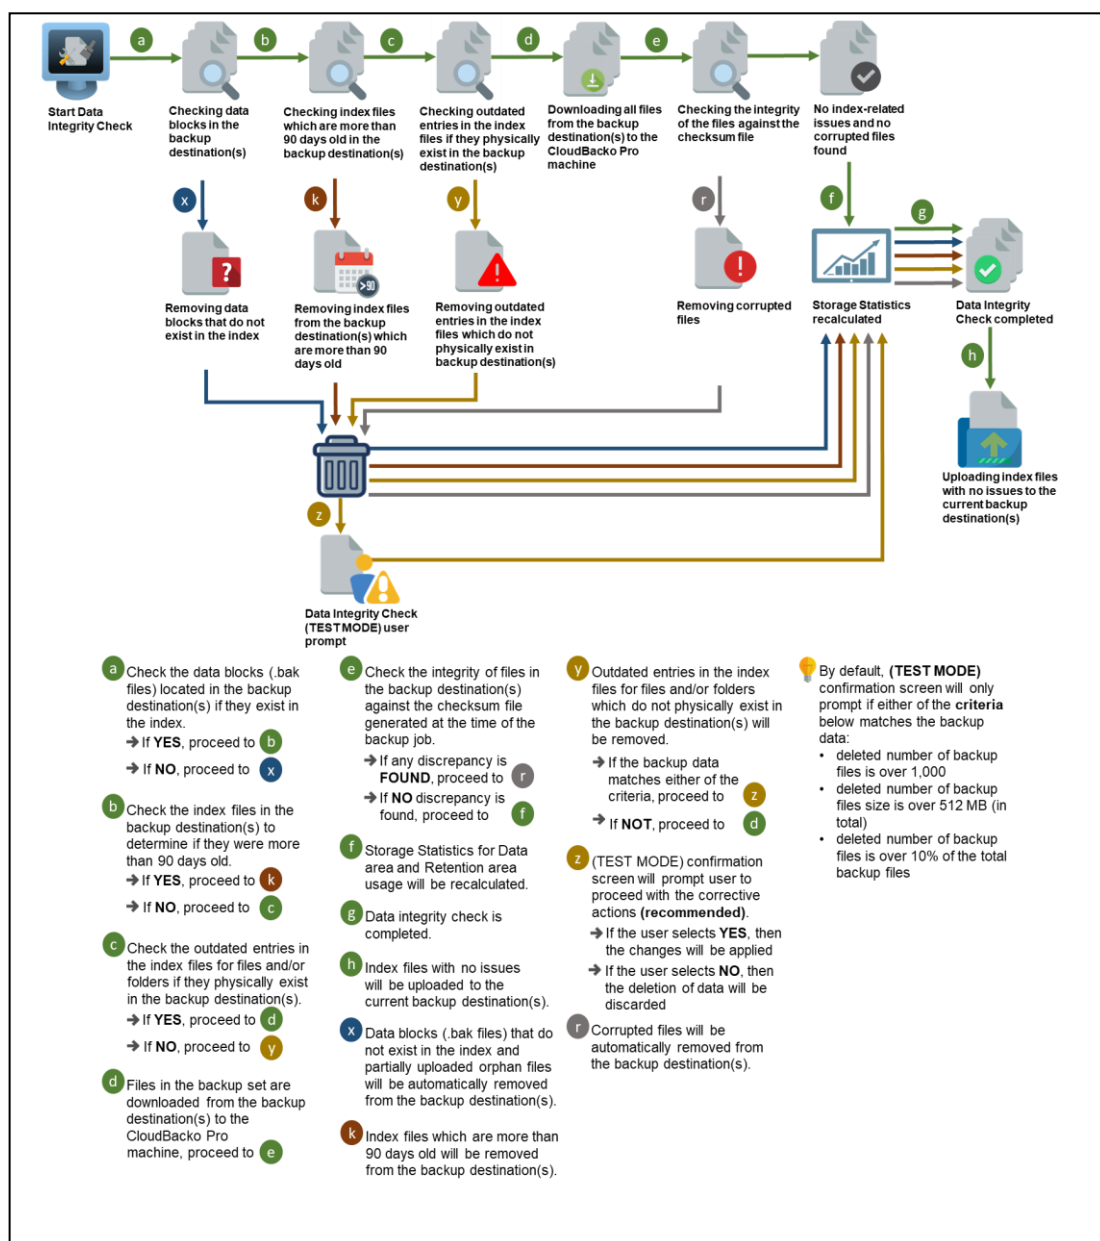 a
b
c
d
e
Start Data
Integrity Check
Checking data
blocks in the
backup
destination(s)
Checking index files
which are more than
90 days old in the
backup destination(s)
Checking outdated
entries in the index
files if they physically
exist in the backup
destination(s)
Downloading all files
from the backup
destination(s) to the
CloudBacko Pro
machine
Checking the integrity
of the files against the
checksum file
No index-related
issues and no
corrupted files
found
x
k
y
r
f
g
?
>90
!
!
Removing data
blocks that do not
exist in the index
Removing index files
from the backup
destination(s) which
are more than 90
days old
Removing outdated
entries in the index
files which do not
physically exist in
backup destination(s)
Removing corrupted
files
Storage Statistics
recalculated
Data Integrity
Check completed
h
Uploading index files
with no issues to the
current backup
destination(s)
z
!
Data Integrity Check
(TEST MODE) user
prompt
a Check the data blocks (.bak
files) located in the backup
destination(s) if they exist in
the index.
➔ If YES, proceed to b
➔ If NO, proceed to x
b Check the index files in the
backup destination(s) to
determine if they were more
than 90 days old.
➔ If YES, proceed to k
➔ If NO, proceed to c
c Check the outdated entries in
the index files for files and/or
folders if they physically exist
in the backup destination(s).
➔ If YES, proceed to d
➔ If NO, proceed to y
d Files in the backup set are
downloaded from the backup
destination(s) to the
CloudBacko Pro
machine, proceed to e
e Check the integrity of files in
the backup destination(s)
against the checksum file
generated at the time of the
backup job.
➔ If any discrepancy is
FOUND, proceed to r
➔ If NO discrepancy is
found, proceed to f
f Storage Statistics for Data
area and Retention area
usage will be recalculated.
g Data integrity check is
completed.
h Index files with no issues
will be uploaded to the
current backup destination(s).
x Data blocks (.bak files) that do
not exist in the index and
partially uploaded orphan files
will be automatically removed
from the backup destination(s).
k Index files which are more than
90 days old will be removed
from the backup destination(s).
y Outdated entries in the index
files for files and/or folders
which do not physically exist in
the backup destination(s) will
be removed.
➔ If the backup data
matches either of the
criteria, proceed to z
➔ If NOT, proceed to d
z (TEST MODE) confirmation
screen will prompt user to
proceed with the corrective
actions (recommended).
➔ If the user selects YES, then
the changes will be applied
➔ If the user selects NO, then
the deletion of data will be
discarded
r Corrupted files will be
automatically removed from
the backup destination(s).
By default, (TEST MODE)
confirmation screen will only
prompt if either of the criteria
below matches the backup
data:
• deleted number of backup
files is over 1,000
• deleted number of backup
files size is over 512 MB (in
total)
• deleted number of backup
files is over 10% of the total
backup files